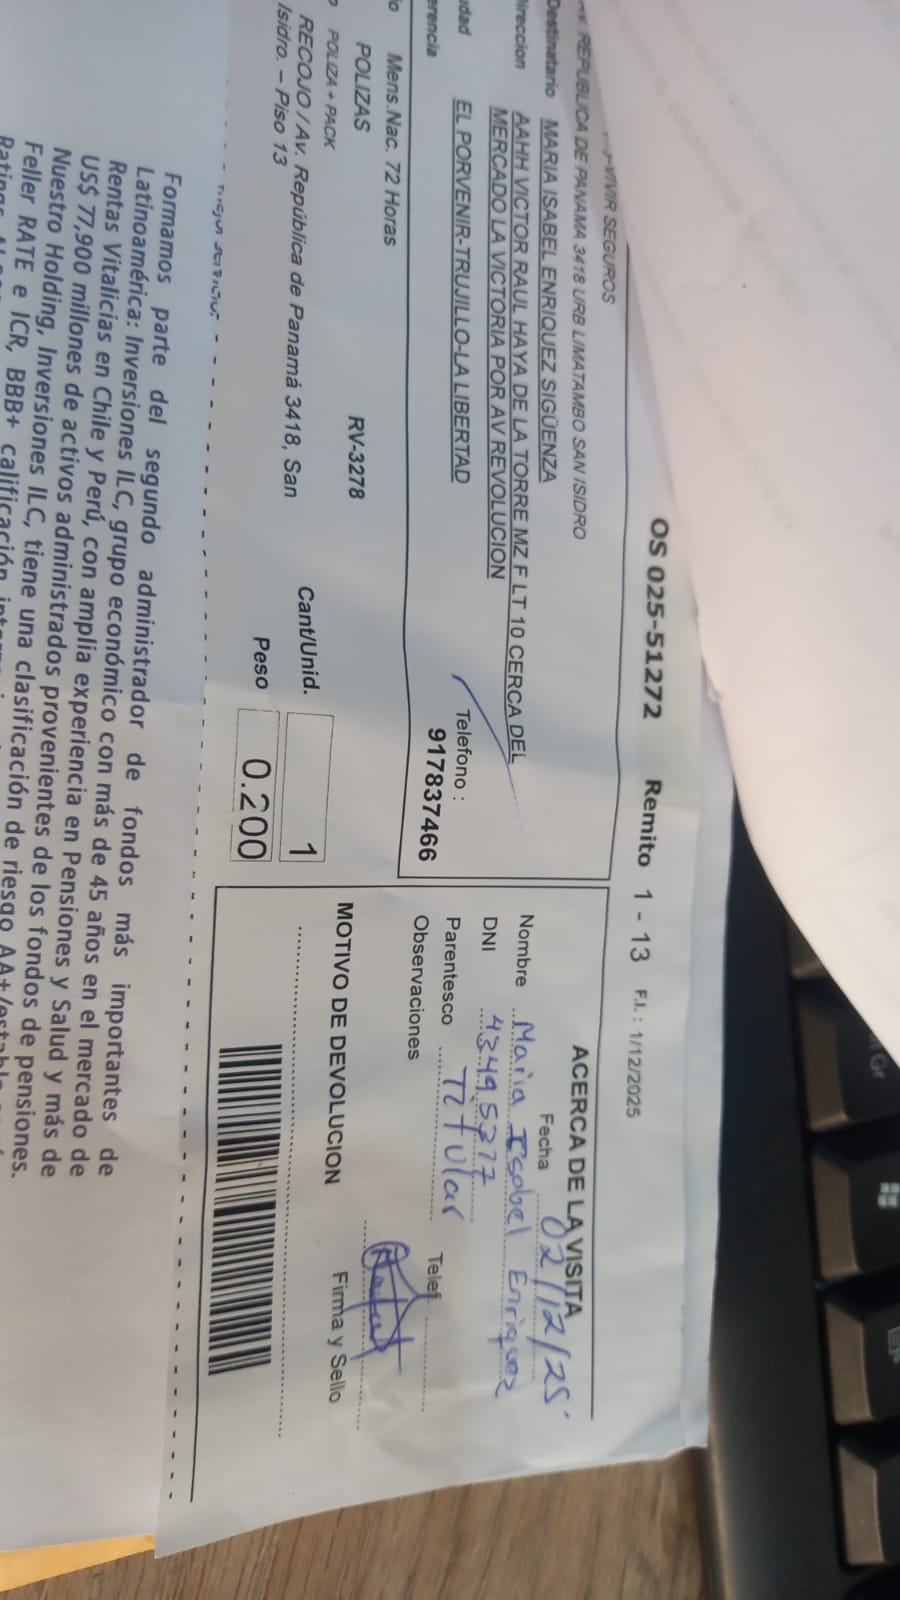 OS 025-51272 Remito 1 - 13 F.I. : 1/12/2025
VIVIR SEGUROS
REPUBLICA DE PANAMA 3418 URB LIMATAMBO SAN ISIDRO
Destinatario MARIA ISABEL ENRIQUEZ SIGÜENZA
Direccion AAHH VICTOR RAUL HAYA DE LA TORRE MZ F LT 10 CERCA DEL
MERCADO LA VICTORIA POR AV REVOLUCION
udad EL PORVENIR-TRUJILLO-LA LIBERTAD
Telefono :
erencia 917837466
Mens.Nac. 72 Horas
POLIZAS RV-3278
POLIZA + PACK
RECOJO / Av. República de Panamá 3418, San
Isidro. – Piso 13
Cant/Unid. 1
Peso 0.200
ACERCA DE LA VISITA
Fecha 02/12/25
Nombre Maria Isabel Enriquez
DNI 43495377
Parentesco Titular Telef.
Observaciones
MOTIVO DE DEVOLUCION Firma y Sello
Formamos parte del segundo administrador de fondos más importantes de
Latinoamérica: Inversiones ILC, grupo económico con más de 45 años en el mercado de
Rentas Vitalicias en Chile y Perú, con amplia experiencia en Pensiones y Salud y más de
US$ 77,900 millones de activos administrados provenientes de los fondos de pensiones.
Nuestro Holding, Inversiones ILC, tiene una clasificación de riesgo AA+/estable
Feller RATE e ICR, BBB+ calificación